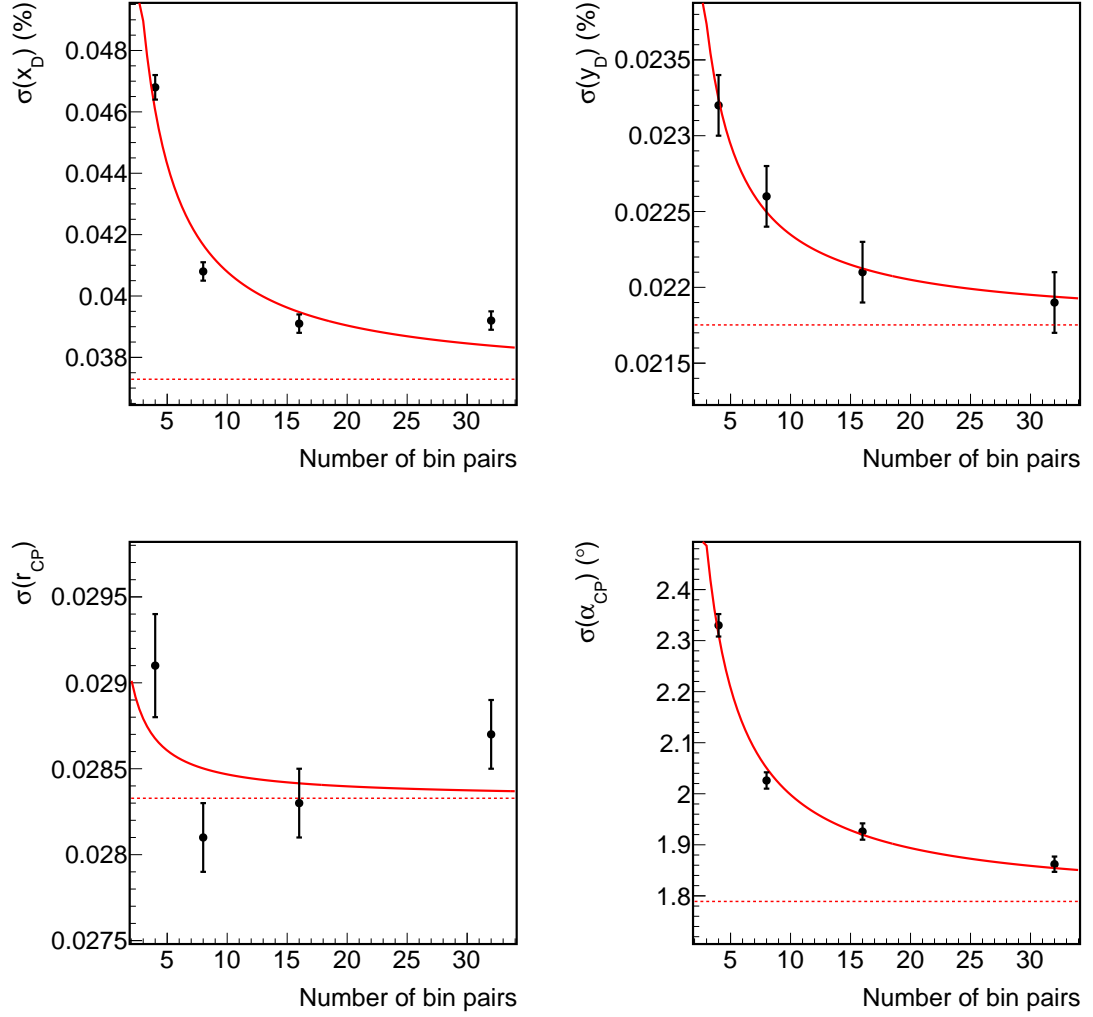 σ(x_D) (%)
0.048
0.046
0.044
0.042
0.04
0.038
5 10 15 20 25 30
Number of bin pairs
σ(y_D) (%)
0.0235
0.023
0.0225
0.022
0.0215
5 10 15 20 25 30
Number of bin pairs
σ(r_CP)
0.0295
0.029
0.0285
0.028
0.0275
5 10 15 20 25 30
Number of bin pairs
σ(α_CP) (°)
2.4
2.3
2.2
2.1
2
1.9
1.8
5 10 15 20 25 30
Number of bin pairs